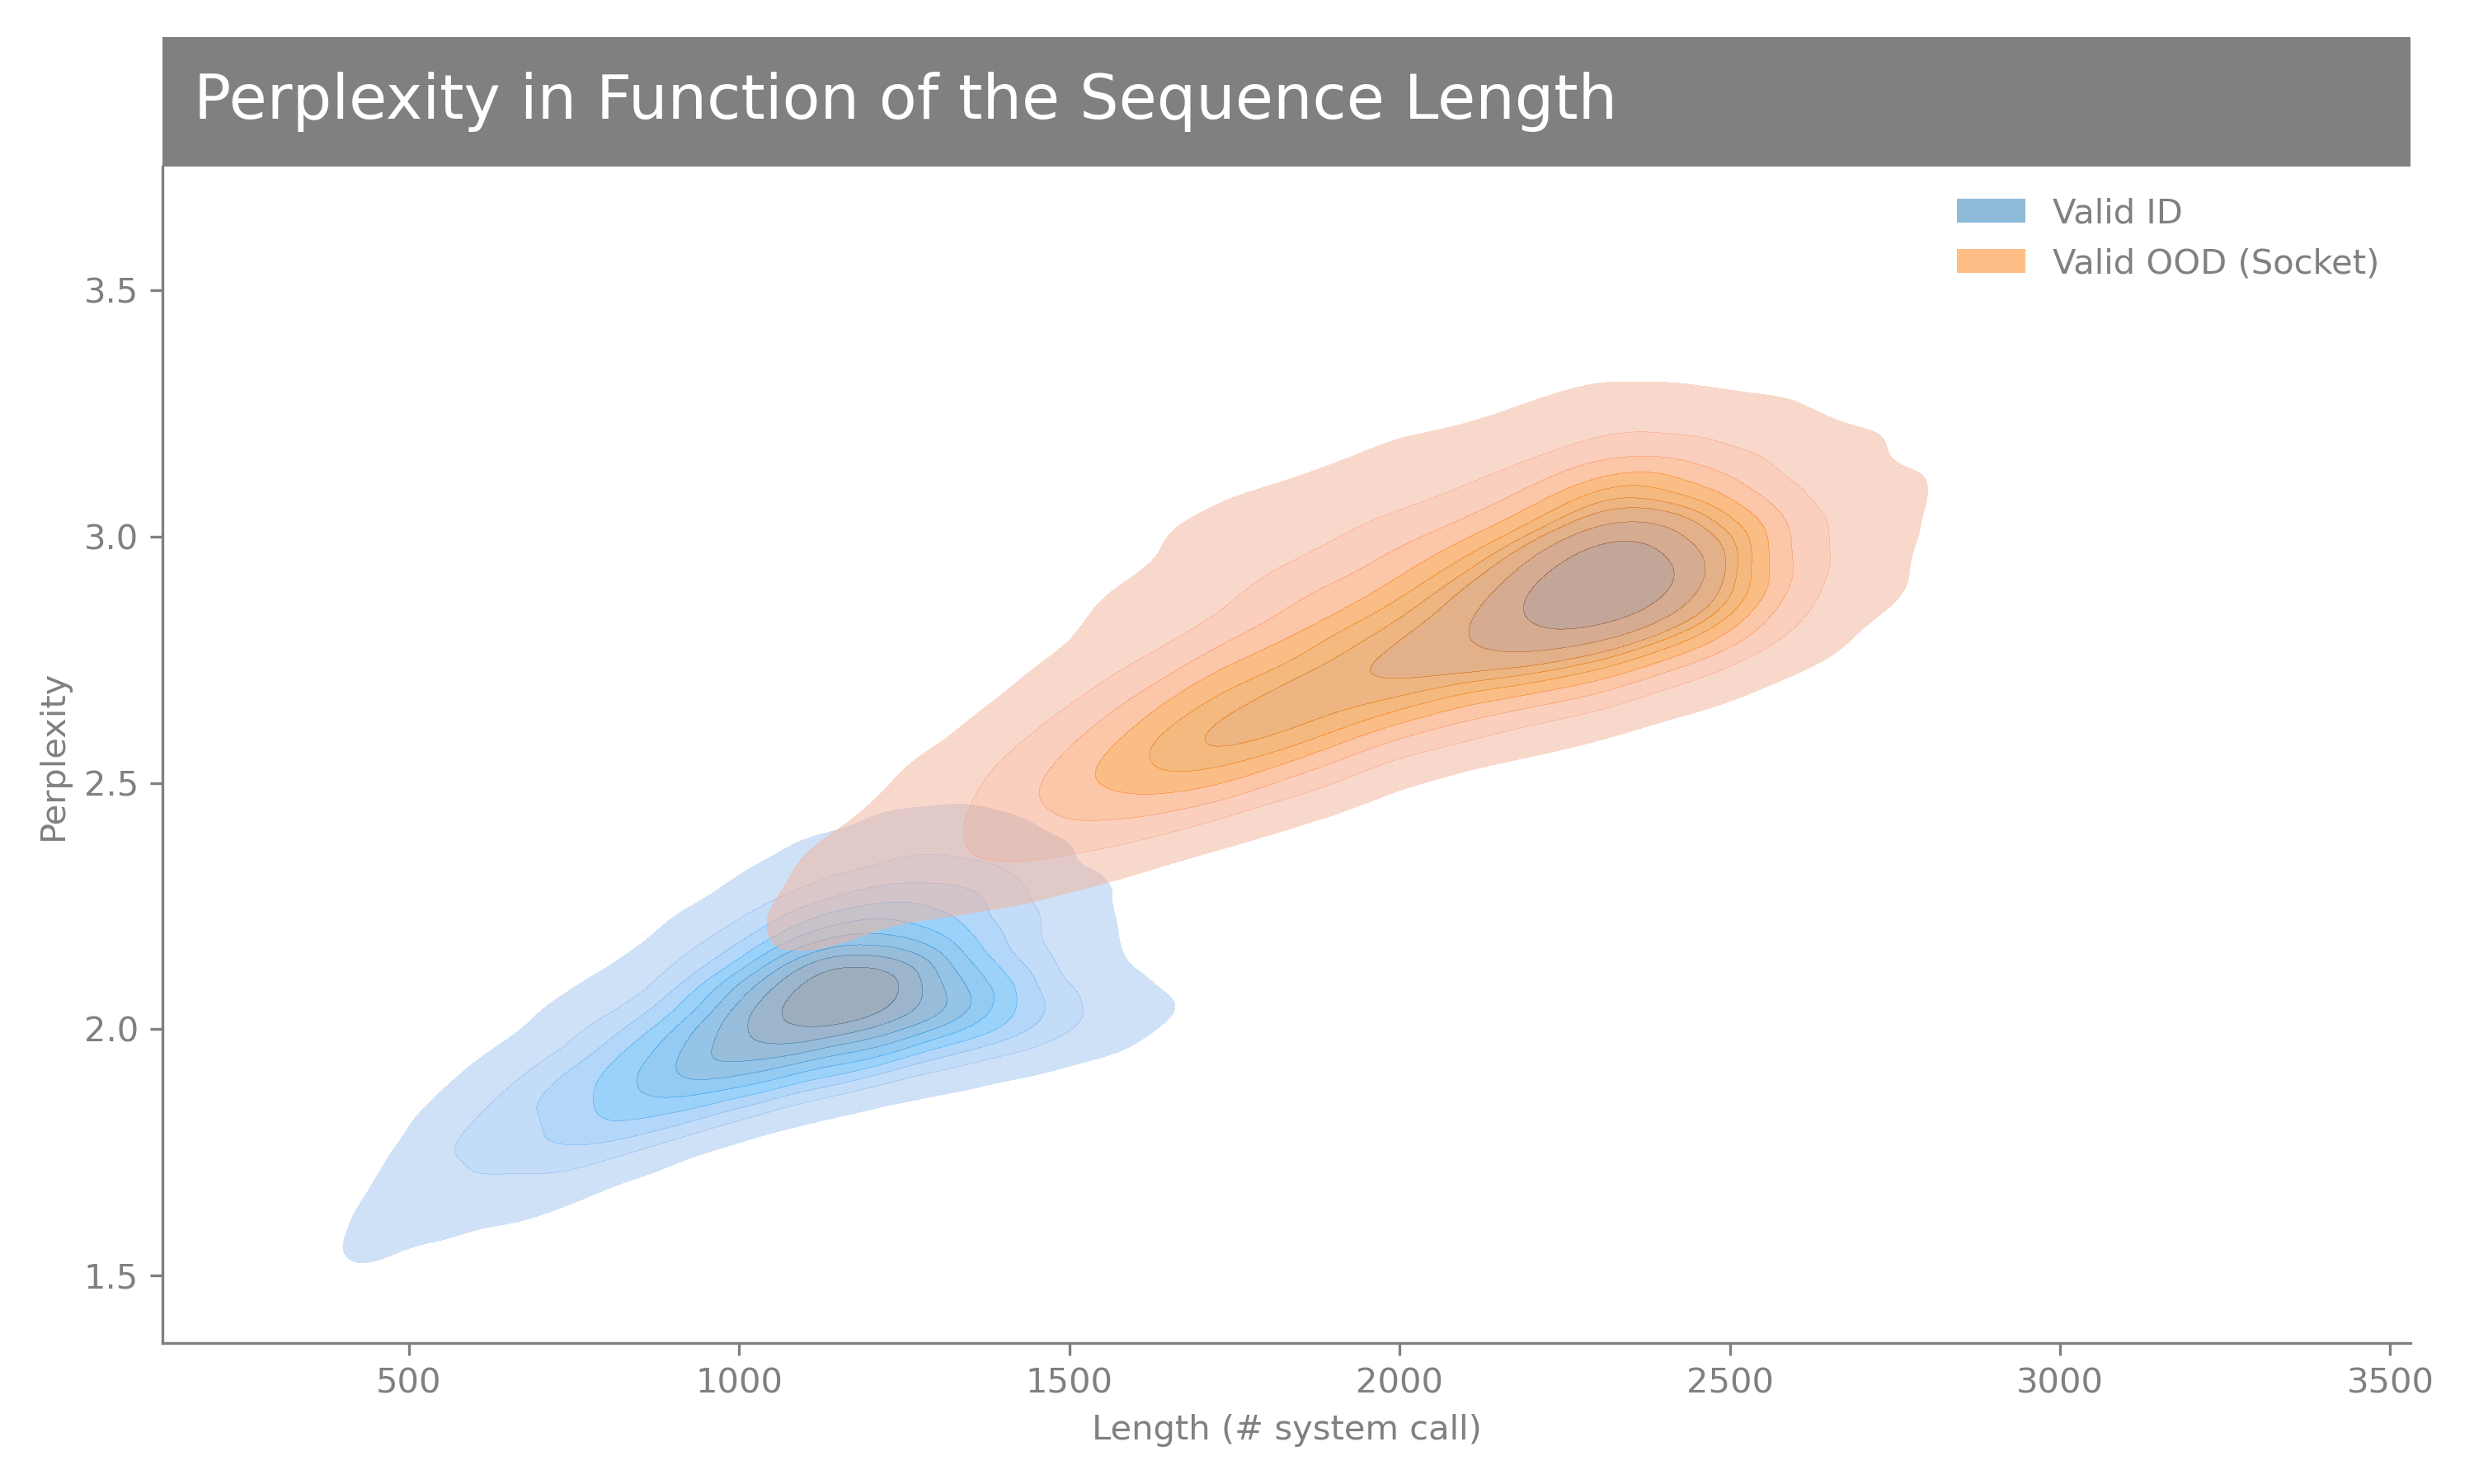 Perplexity in Function of the Sequence Length
Valid ID
Valid OOD (Socket)
3.5
3.0
2.5
2.0
1.5
Perplexity
500 1000 1500 2000 2500 3000 3500
Length (# system call)